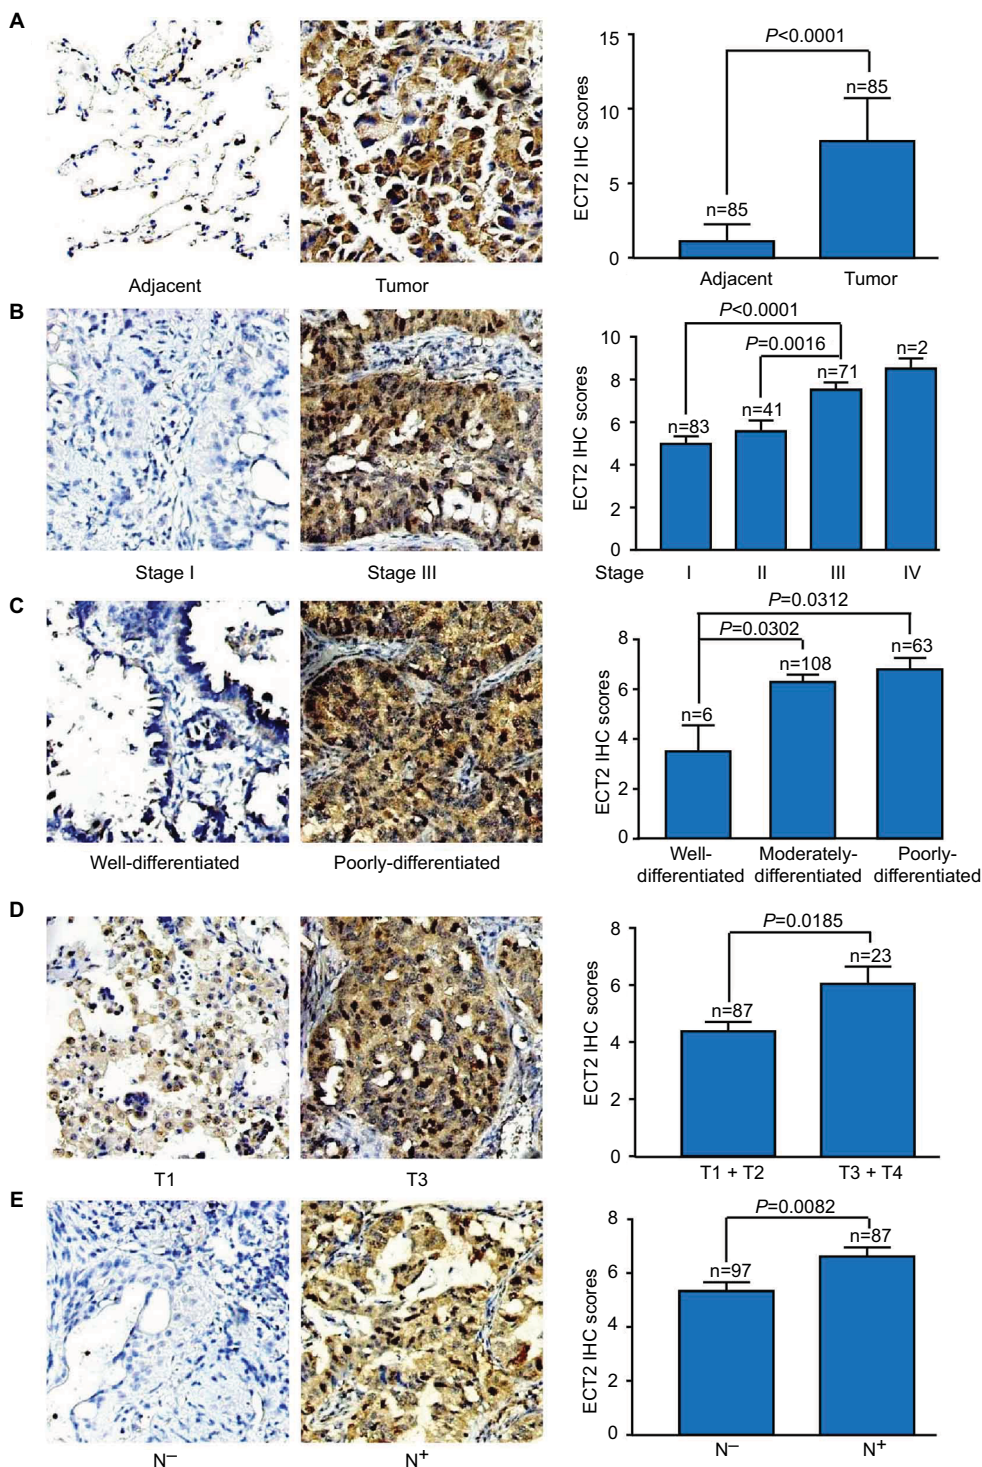 A
15
10
5
0
ECT2 IHC scores
P<0.0001
n=85
n=85
Adjacent
Tumor
Adjacent
Tumor
B
10
8
6
4
2
0
ECT2 IHC scores
P<0.0001
P=0.0016
n=83
n=41
n=71
n=2
Stage I
Stage III
Stage I II III IV
C
8
6
4
2
0
ECT2 IHC scores
P=0.0312
P=0.0302
n=6
n=108
n=63
Well-differentiated
Poorly-differentiated
Well-
differentiated
Moderately-
differentiated
Poorly-
differentiated
D
8
6
4
2
0
ECT2 IHC scores
P=0.0185
n=87
n=23
T1
T3
T1 + T2
T3 + T4
E
8
6
4
2
0
ECT2 IHC scores
P=0.0082
n=97
n=87
N–
N+
N–
N+